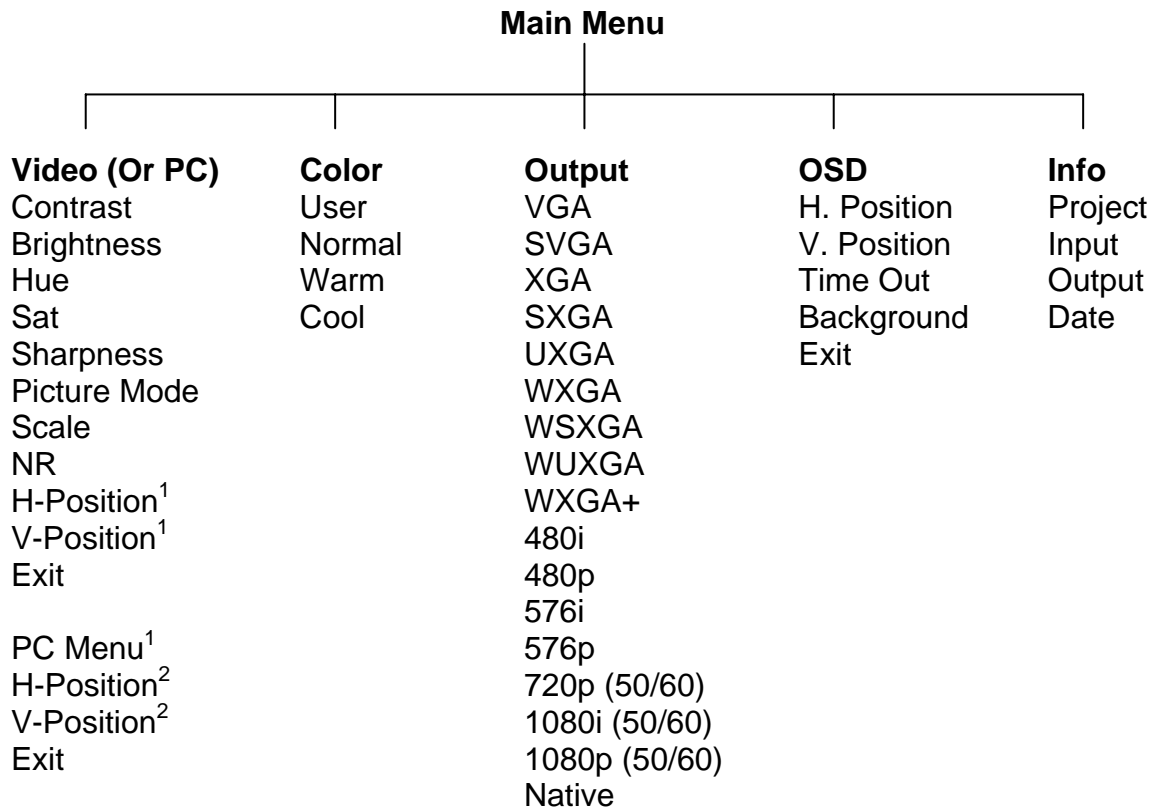 Main Menu
Video (Or PC)
Contrast
Brightness
Hue
Sat
Sharpness
Picture Mode
Scale
NR
H-Position¹
V-Position¹
Exit
PC Menu¹
H-Position²
V-Position²
Exit
Color
User
Normal
Warm
Cool
Output
VGA
SVGA
XGA
SXGA
UXGA
WXGA
WSXGA
WUXGA
WXGA+
480i
480p
576i
576p
720p (50/60)
1080i (50/60)
1080p (50/60)
Native
OSD
H. Position
V. Position
Time Out
Background
Exit
Info
Project
Input
Output
Date